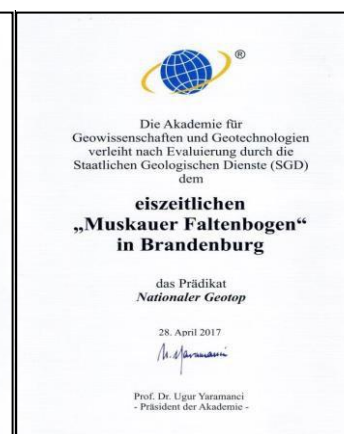 ®
Die Akademie für
Geowissenschaften und Geotechnologien
verleiht nach Evaluierung durch die
Staatlichen Geologischen Dienste (SGD)
dem
eiszeitlichen
„Muskauer Faltenbogen“
in Brandenburg
das Prädikat
Nationaler Geotop
28. April 2017
Prof. Dr. Ugur Yaramanci
- Präsident der Akademie -